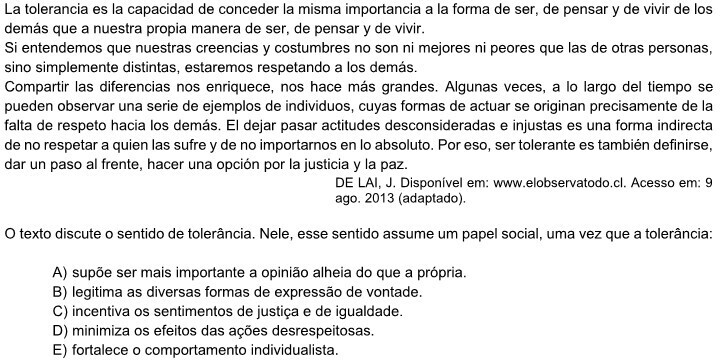 La tolerancia es la capacidad de conceder la misma importancia a la forma de ser, de pensar y de vivir de los
demás que a nuestra propia manera de ser, de pensar y de vivir.
Si entendemos que nuestras creencias y costumbres no son ni mejores ni peores que las de otras personas,
sino simplemente distintas, estaremos respetando a los demás.
Compartir las diferencias nos enriquece, nos hace más grandes. Algunas veces, a lo largo del tiempo se
pueden observar una serie de ejemplos de individuos, cuyas formas de actuar se originan precisamente de la
falta de respeto hacia los demás. El dejar pasar actitudes desconsideradas e injustas es una forma indirecta
de no respetar a quien las sufre y de no importarnos en lo absoluto. Por eso, ser tolerante es también definirse,
dar un paso al frente, hacer una opción por la justicia y la paz.
DE LAI, J. Disponível em: www.elobservatodo.cl. Acesso em: 9
ago. 2013 (adaptado).
O texto discute o sentido de tolerância. Nele, esse sentido assume um papel social, uma vez que a tolerância:
A) supõe ser mais importante a opinião alheia do que a própria.
B) legitima as diversas formas de expressão de vontade.
C) incentiva os sentimentos de justiça e de igualdade.
D) minimiza os efeitos das ações desrespeitosas.
E) fortalece o comportamento individualista.